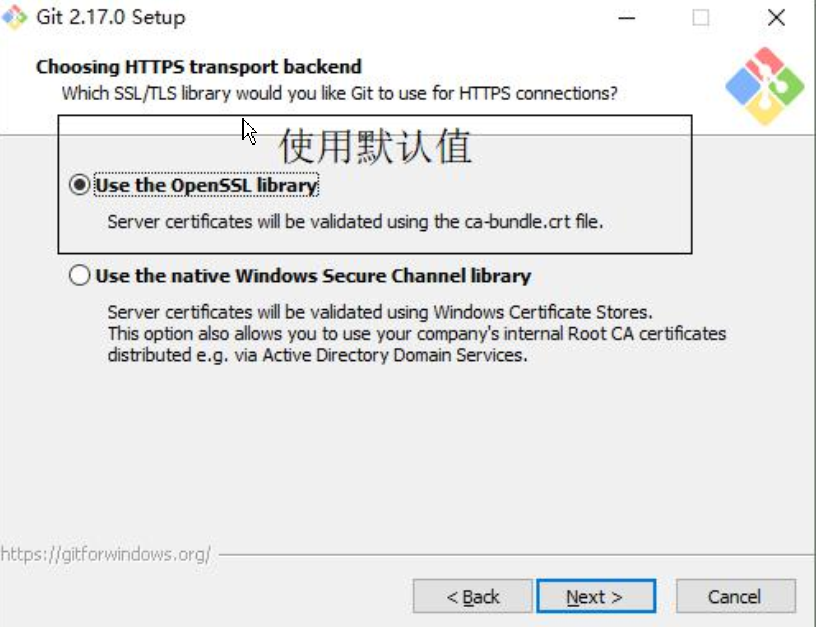 Git 2.17.0 Setup
Choosing HTTPS transport backend
Which SSL/TLS library would you like Git to use for HTTPS connections?
使用默认值
Use the OpenSSL library
Server certificates will be validated using the ca-bundle.crt file.
Use the native Windows Secure Channel library
Server certificates will be validated using Windows Certificate Stores.
This option also allows you to use your company's internal Root CA certificates
distributed e.g. via Active Directory Domain Services.
https://gitforwindows.org/
< Back
Next >
Cancel